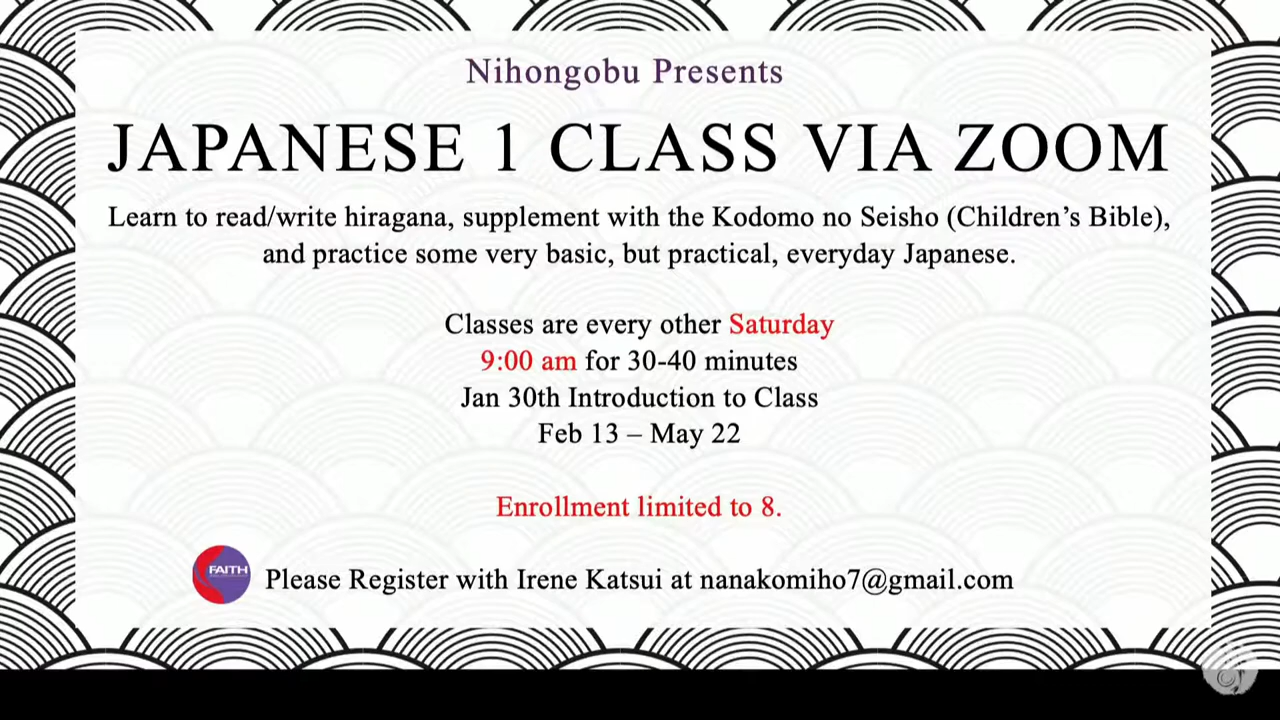 Nihongobu Presents
JAPANESE 1 CLASS VIA ZOOM
Learn to read/write hiragana, supplement with the Kodomo no Seisho (Children’s Bible),
and practice some very basic, but practical, everyday Japanese.
Classes are every other Saturday
9:00 am for 30-40 minutes
Jan 30th Introduction to Class
Feb 13 – May 22
Enrollment limited to 8.
FAITH
Please Register with Irene Katsui at nanakomiho7@gmail.com